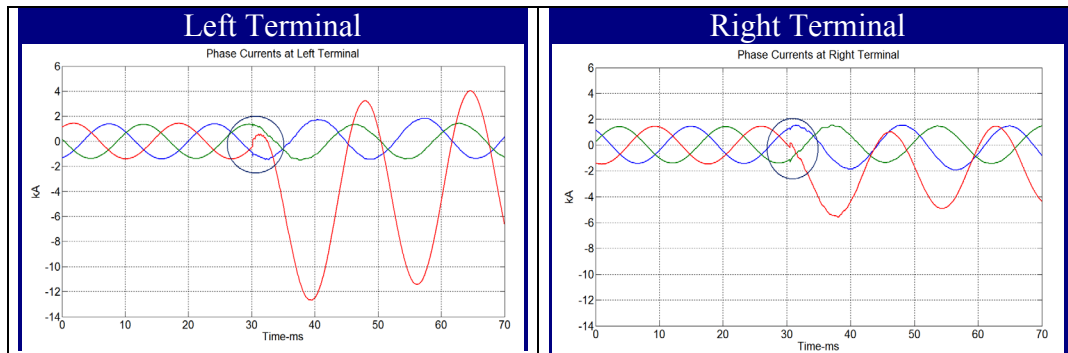 Left Terminal
Phase Currents at Left Terminal
6
4
2
0
-2
-4
-6
-8
-10
-12
-14
kA
0 10 20 30 40 50 60 70
Time-ms
Right Terminal
Phase Currents at Right Terminal
6
4
2
0
-2
-4
-6
-8
-10
-12
-14
kA
0 10 20 30 40 50 60 70
Time-ms